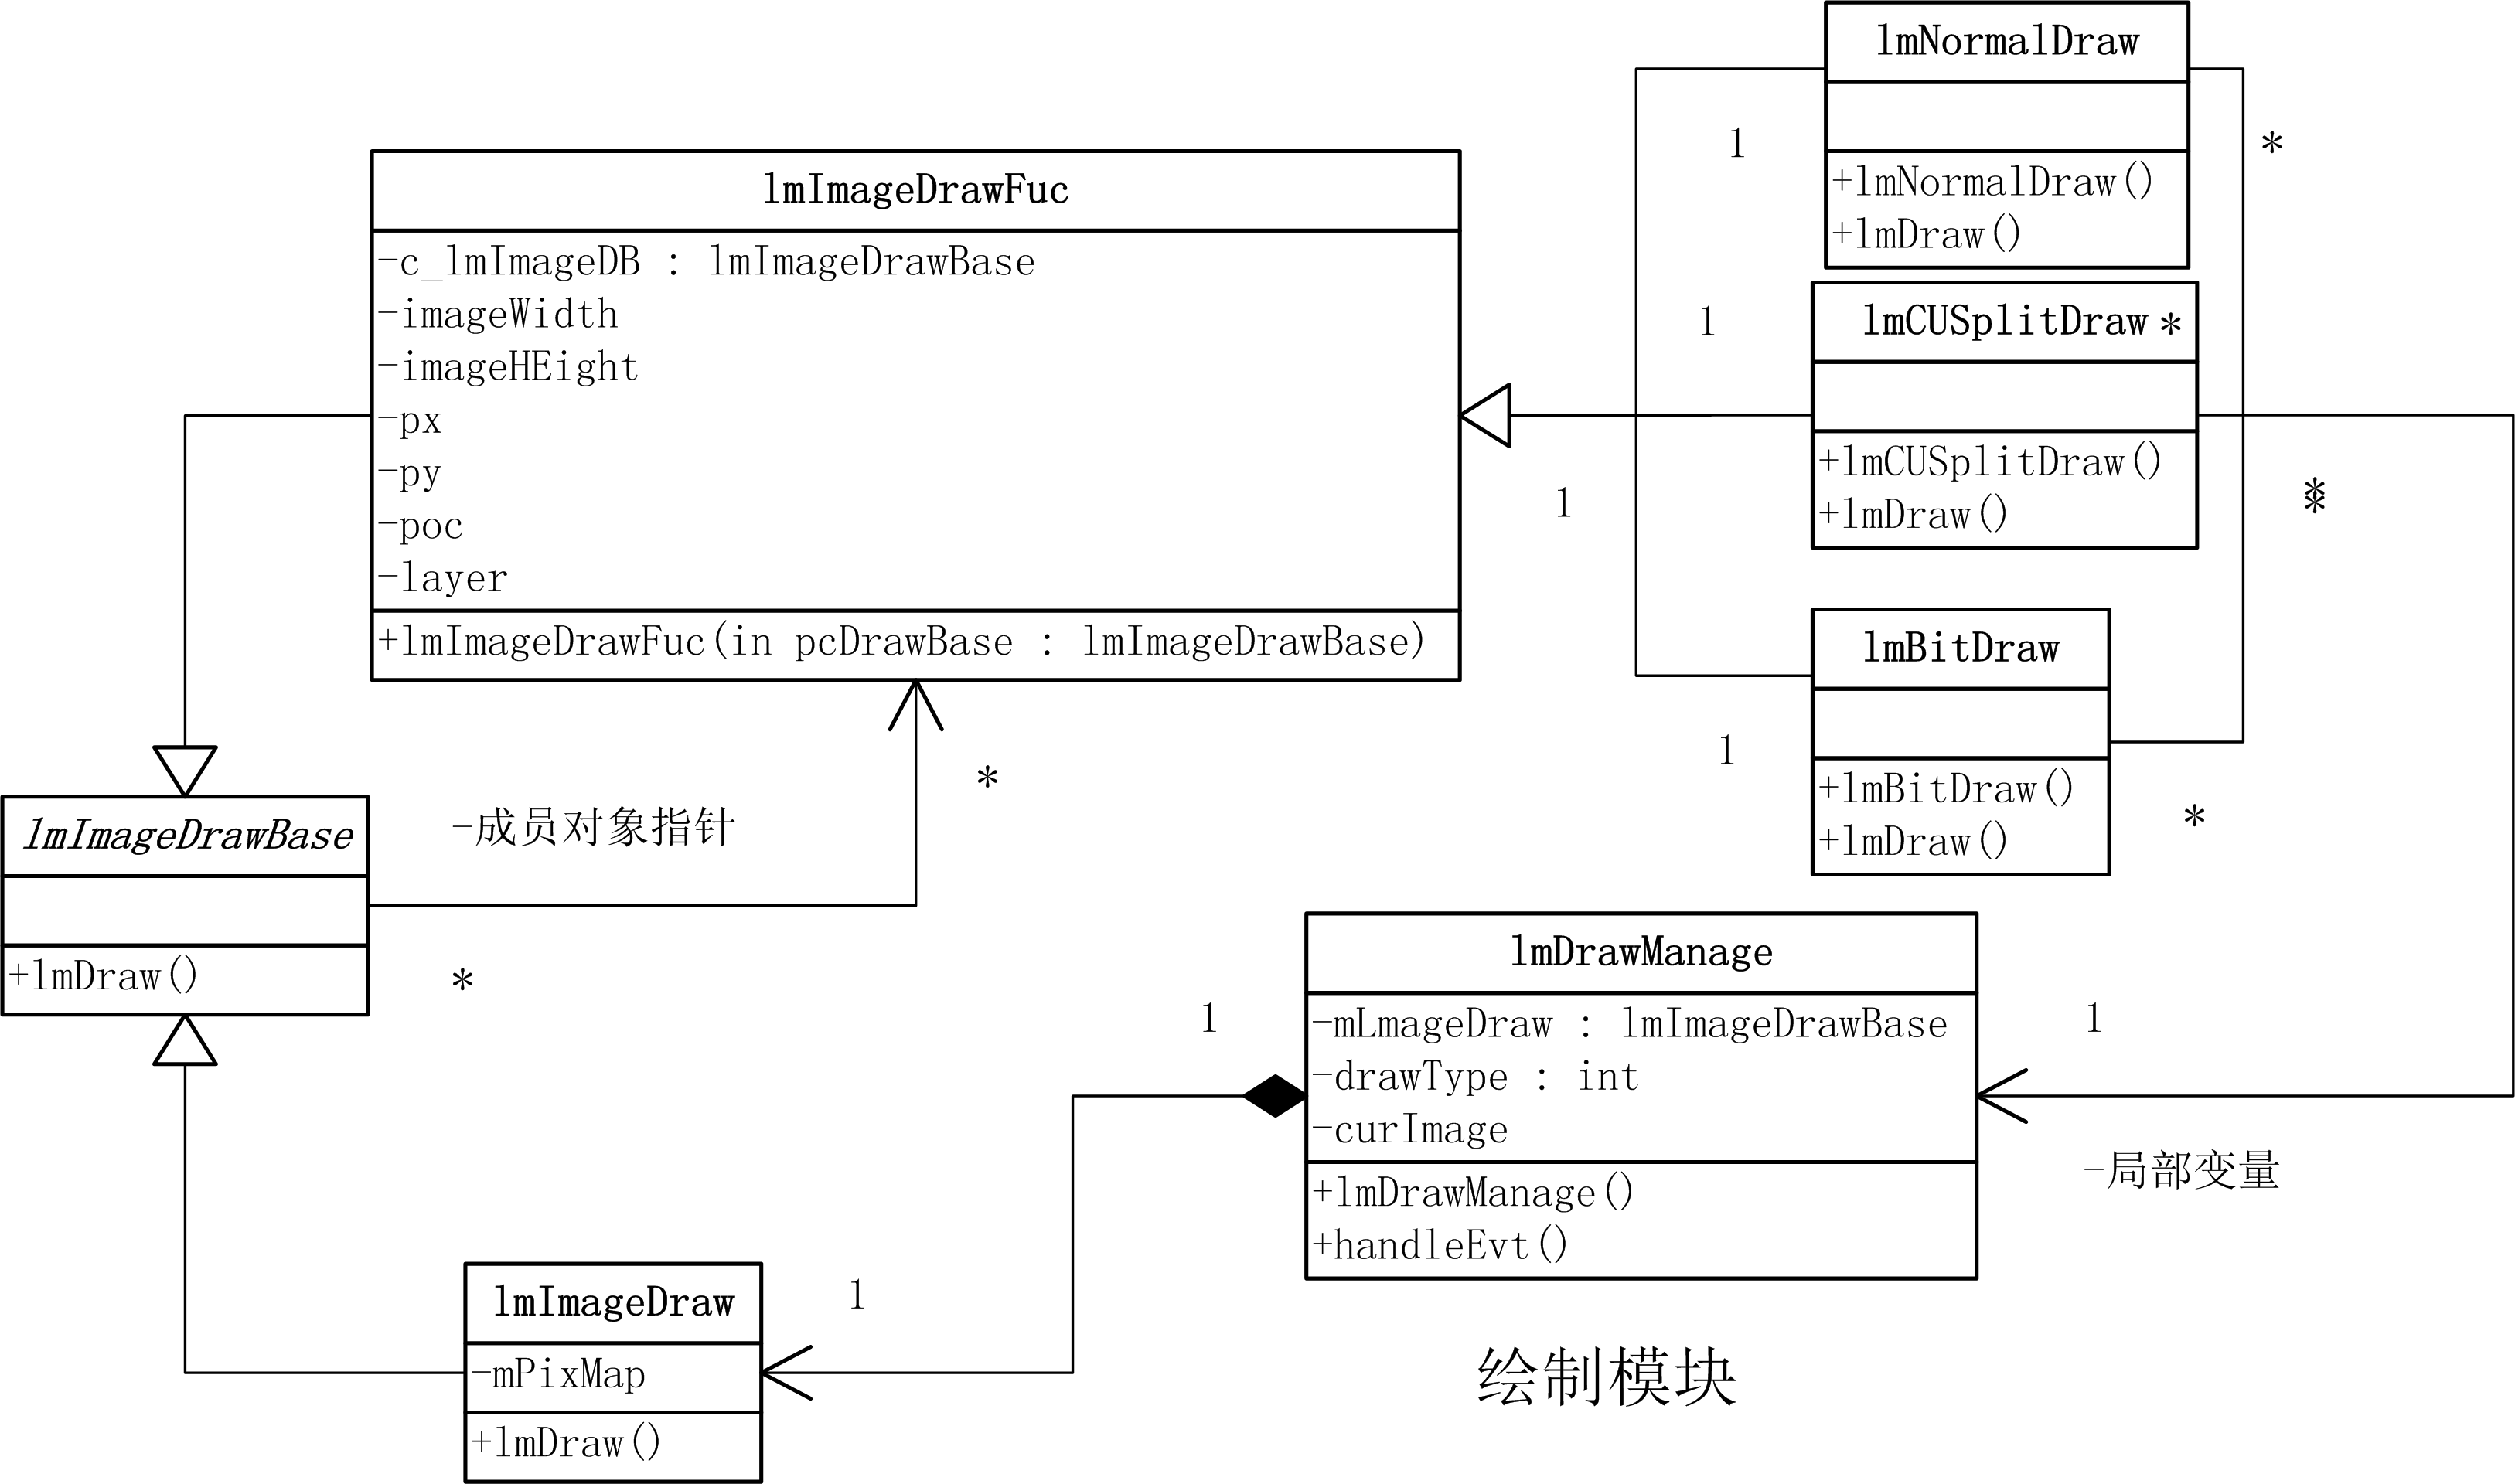 lmNormalDraw
+lmNormalDraw()
+lmDraw()
1
*
lmImageDrawFuc
-c_lmImageDB : lmImageDrawBase
-imageWidth
-imageHEight
-px
-py
-poc
-layer
+lmImageDrawFuc(in pcDrawBase : lmImageDrawBase)
1
lmCUSplitDraw
*
+lmCUSplitDraw()
+lmDraw()
1
*
*
lmBitDraw
+lmBitDraw()
+lmDraw()
1
*
*
-成员对象指针
lmImageDrawBase
+lmDraw()
*
lmDrawManage
-mLmageDraw : lmImageDrawBase
-drawType : int
-curImage
+lmDrawManage()
+handleEvt()
1
1
-局部变量
lmImageDraw
-mPixMap
+lmDraw()
1
绘制模块